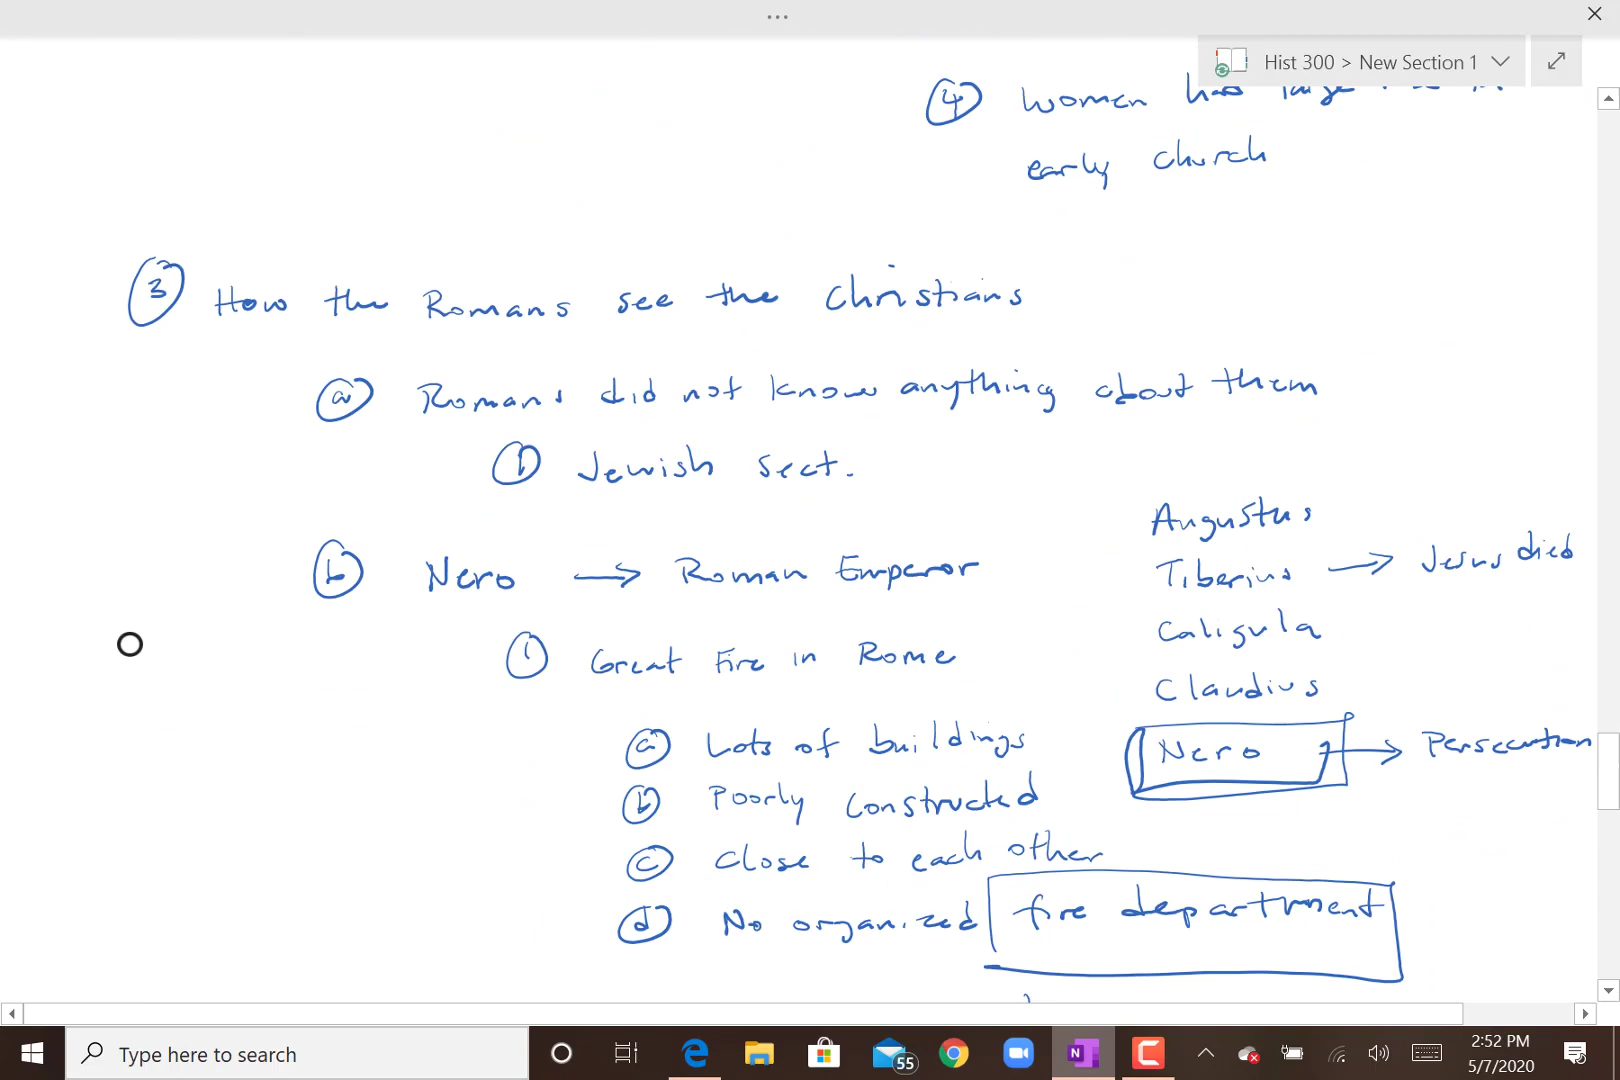 Hist 300 > New Section 1
④ women has large in
early church
③ How the Romans see the Christians
ⓐ Romans did not know anything about them
① Jewish sect.
Augustus
Tiberius → Jesus died
Caligula
Claudius
Nero → Persecution
ⓑ Nero → Roman Emperor
① Great Fire in Rome
ⓐ Lots of buildings
ⓑ Poorly constructed
ⓒ Close to each other
ⓓ No organized fire department
Type here to search
55
2:52 PM
5/7/2020